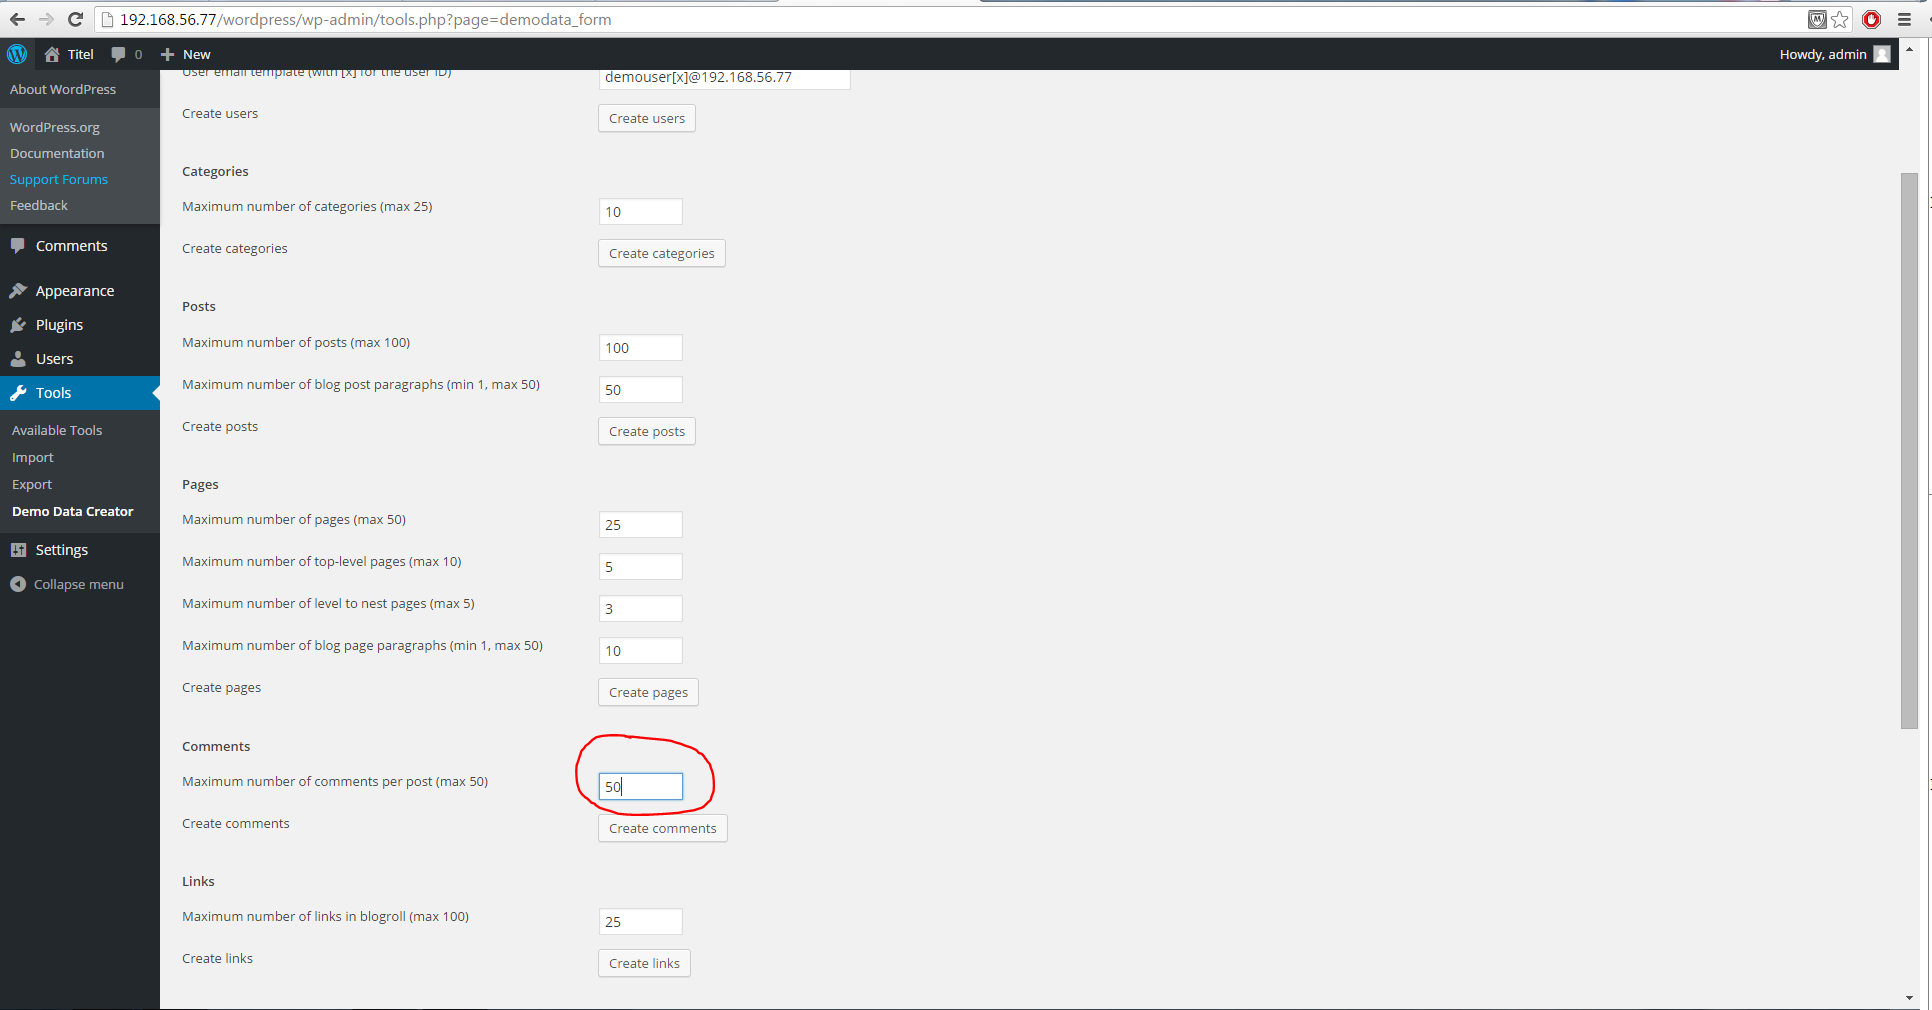 192.168.56.77/wordpress/wp-admin/tools.php?page=demodata_form
Titel 0 New Howdy, admin
About WordPress
WordPress.org
Documentation
Support Forums
Feedback
Comments
Appearance
Plugins
Users
Tools
Available Tools
Import
Export
Demo Data Creator
Settings
Collapse menu
User email template (with [x] for the user ID) demouser[x]@192.168.56.77
Create users Create users
Categories
Maximum number of categories (max 25) 10
Create categories Create categories
Posts
Maximum number of posts (max 100) 100
Maximum number of blog post paragraphs (min 1, max 50) 50
Create posts Create posts
Pages
Maximum number of pages (max 50) 25
Maximum number of top-level pages (max 10) 5
Maximum number of level to nest pages (max 5) 3
Maximum number of blog page paragraphs (min 1, max 50) 10
Create pages Create pages
Comments
Maximum number of comments per post (max 50) 50
Create comments Create comments
Links
Maximum number of links in blogroll (max 100) 25
Create links Create links